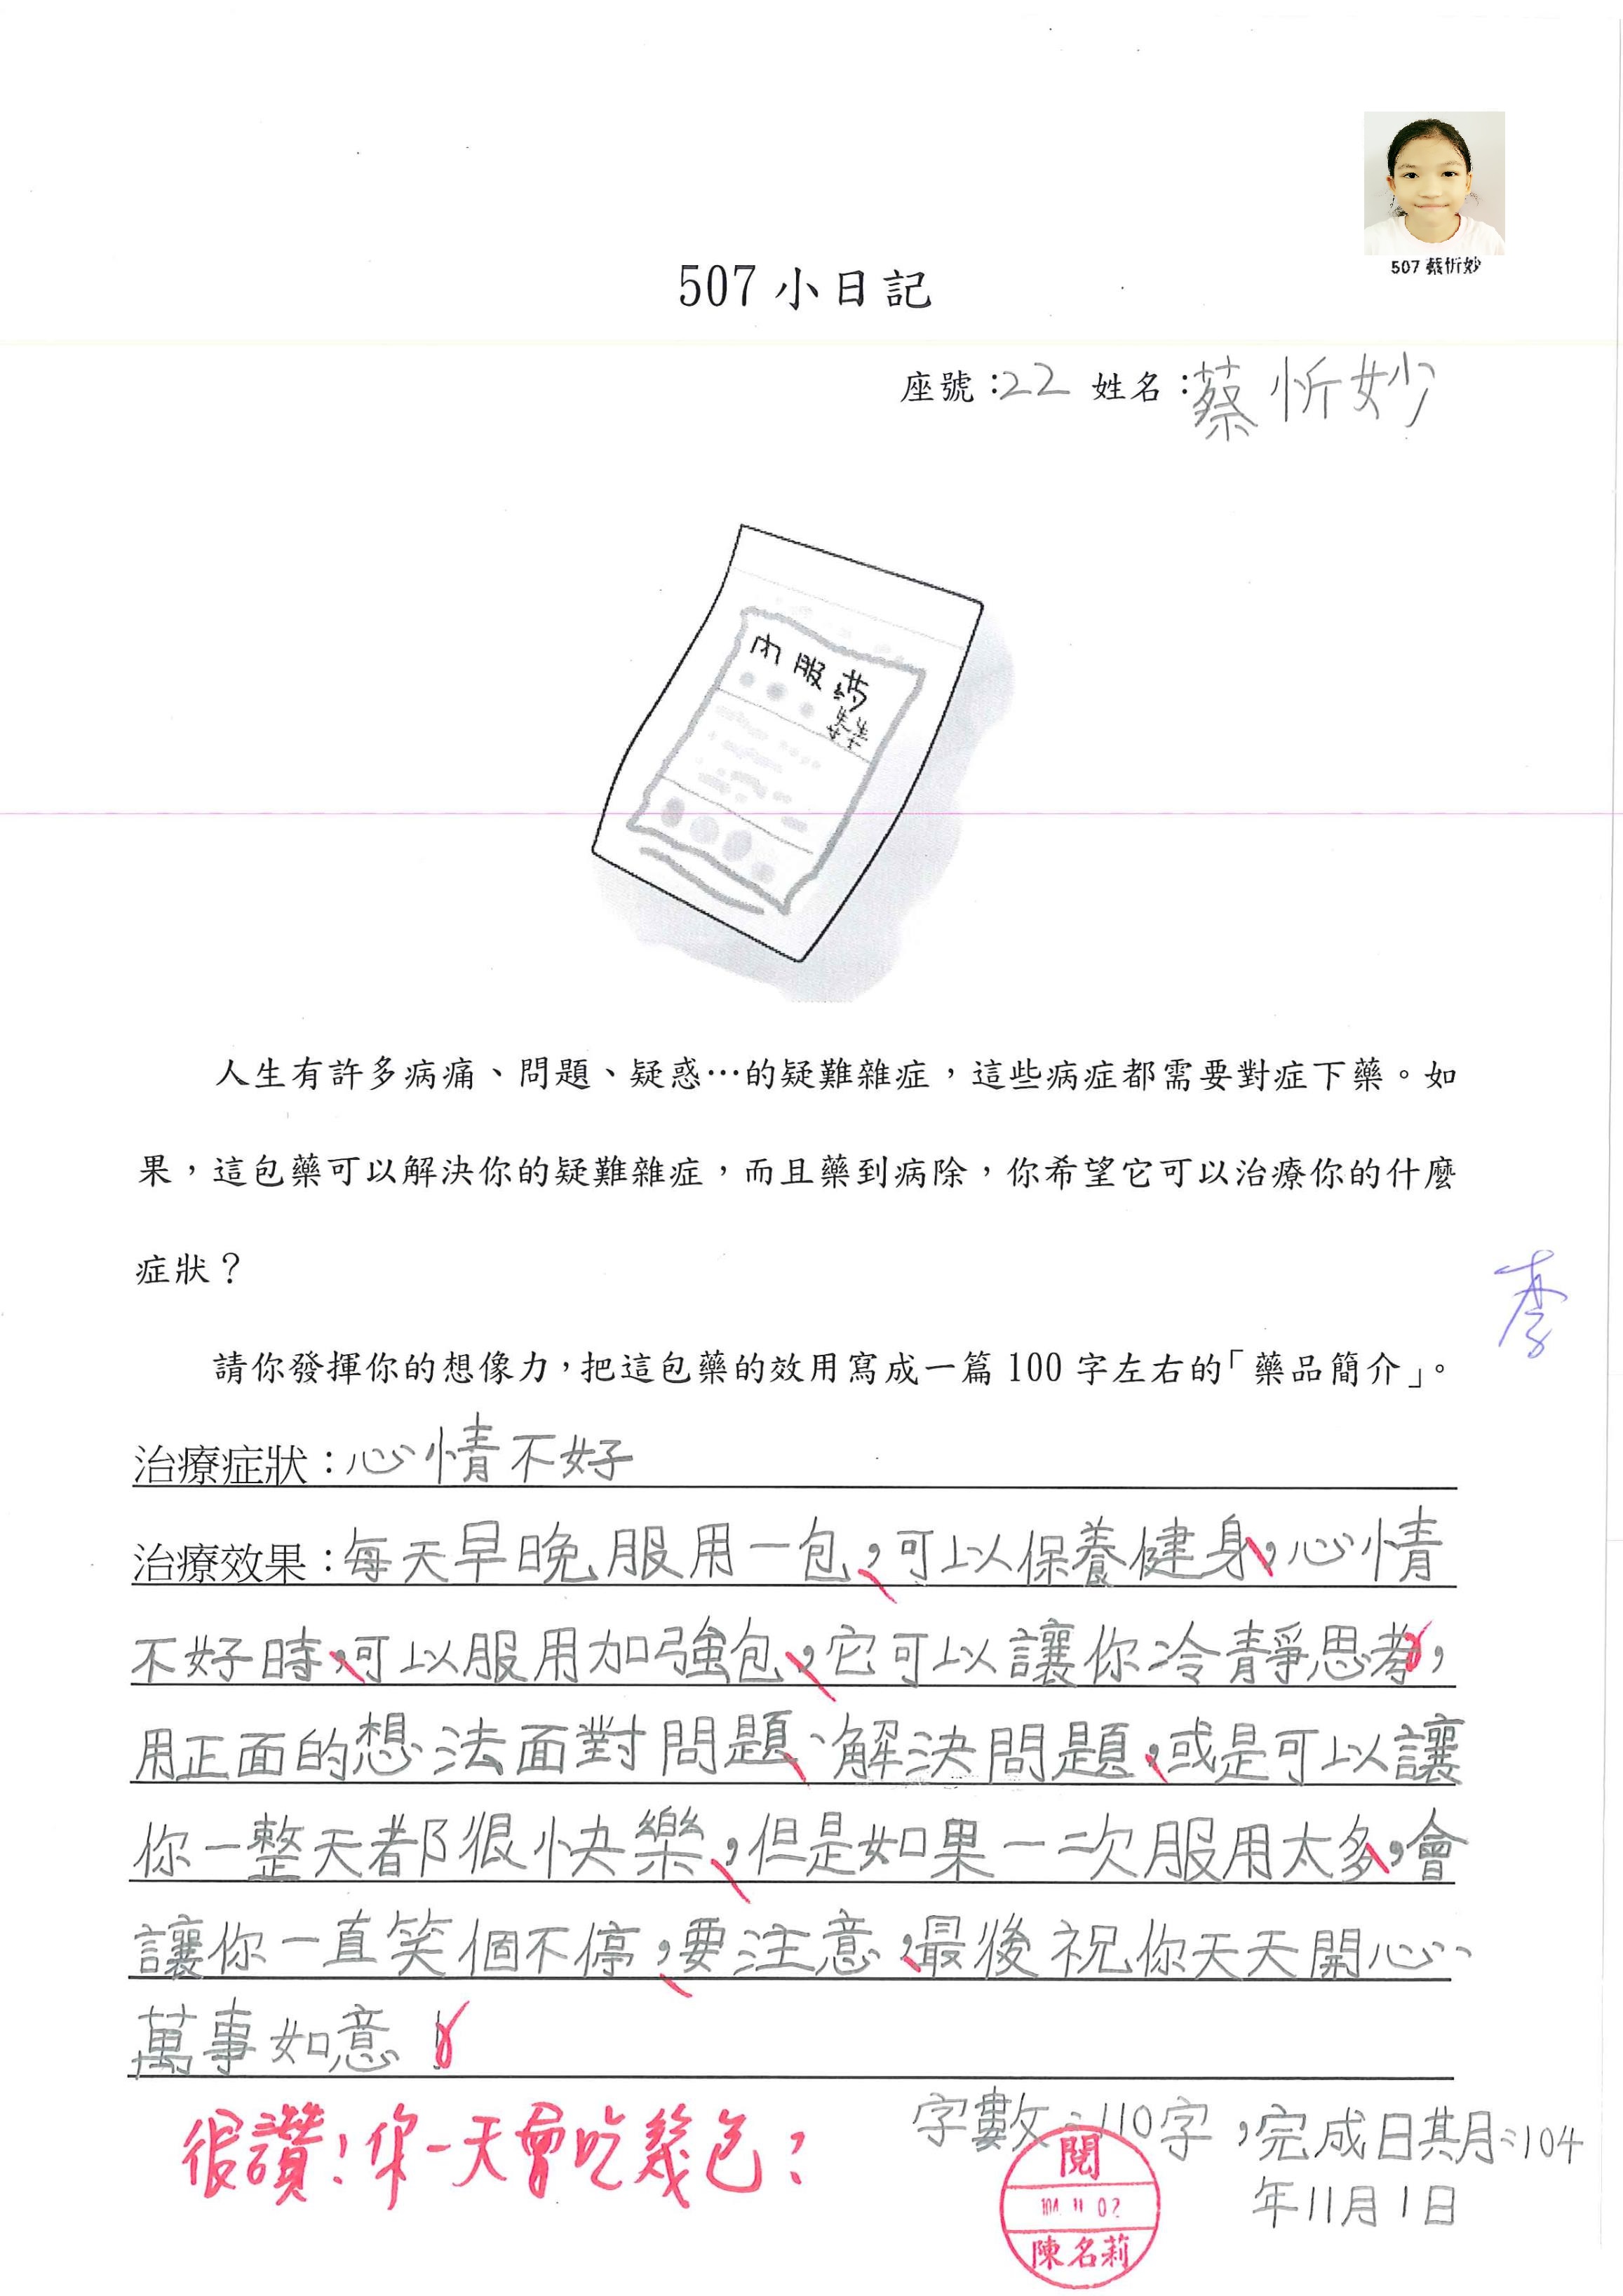 507 蔡忻妙
507 小日記
座號：22 姓名：蔡忻妙
內服药
人生有許多病痛、問題、疑惑…的疑難雜症，這些病症都需要對症下藥。如
果，這包藥可以解決你的疑難雜症，而且藥到病除，你希望它可以治療你的什麼
症狀？
李
請你發揮你的想像力，把這包藥的效用寫成一篇 100 字左右的「藥品簡介」。
治療症狀：心情不好
治療效果：每天早晚服用一包，可以保養健身，心情
不好時，可以服用加強包，它可以讓你冷靜思考，
用正面的想法面對問題、解決問題，或是可以讓
你一整天都很快樂，但是如果一次服用太多，會
讓你一直笑個不停，要注意，最後祝你天天開心、
萬事如意！
字數：110字，完成日期：104
年11月1日
很讚！你一天會吃幾包？
閱
104 11 02
陳名莉